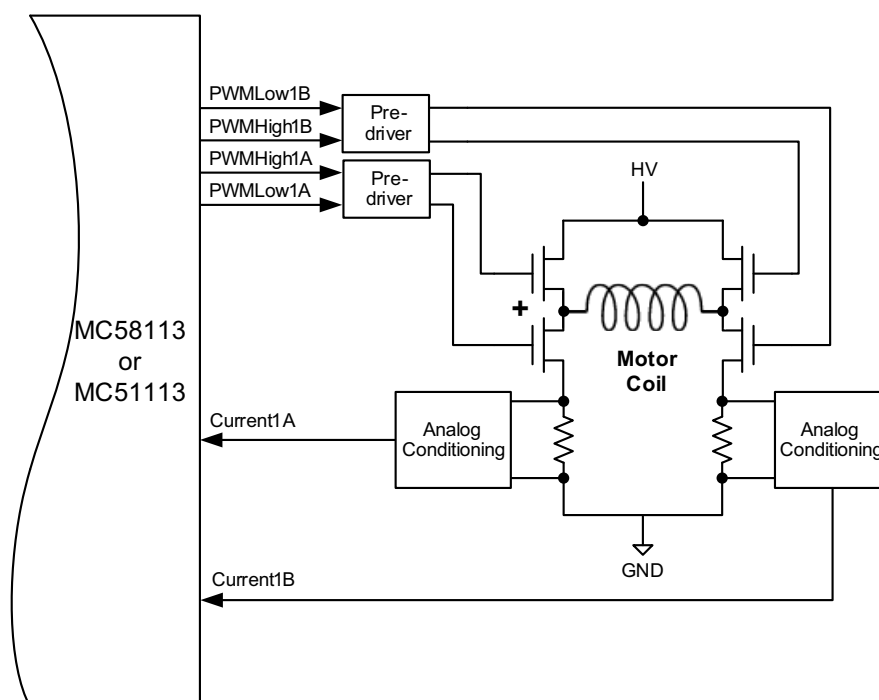 PWMLow1B
PWMHigh1B
PWMHigh1A
PWMLow1A
Pre-
driver
Pre-
driver
HV
+
Motor
Coil
MC58113
or
MC51113
Current1A
Analog
Conditioning
Analog
Conditioning
GND
Current1B